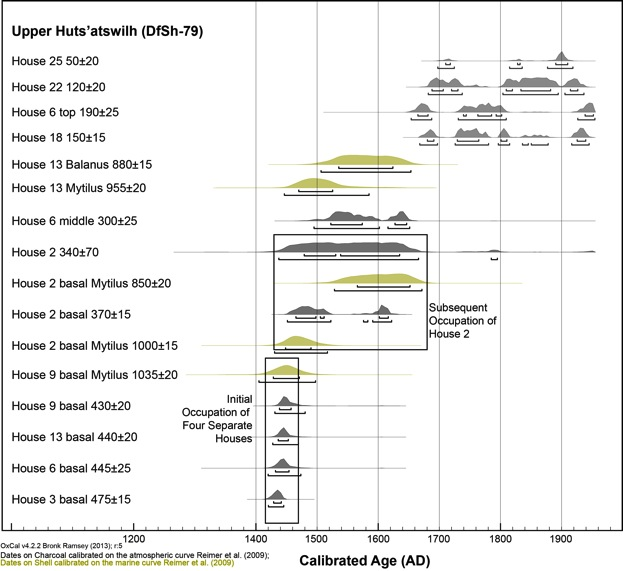 Upper Huts'atswilh (DfSh-79)
House 25 50±20
House 22 120±20
House 6 top 190±25
House 18 150±15
House 13 Balanus 880±15
House 13 Mytilus 955±20
House 6 middle 300±25
House 2 340±70
House 2 basal Mytilus 850±20
House 2 basal 370±15
Subsequent
Occupation of
House 2
House 2 basal Mytilus 1000±15
House 9 basal Mytilus 1035±20
House 9 basal 430±20
Initial
Occupation of
Four Separate
Houses
House 13 basal 440±20
House 6 basal 445±25
House 3 basal 475±15
1200 1300 1400 1500 1600 1700 1800 1900
OxCal v4.2.2 Bronk Ramsey (2013); r:5
Dates on Charcoal calibrated on the atmospheric curve Reimer et al. (2009);
Dates on Shell calibrated on the marine curve Reimer et al. (2009)
Calibrated Age (AD)